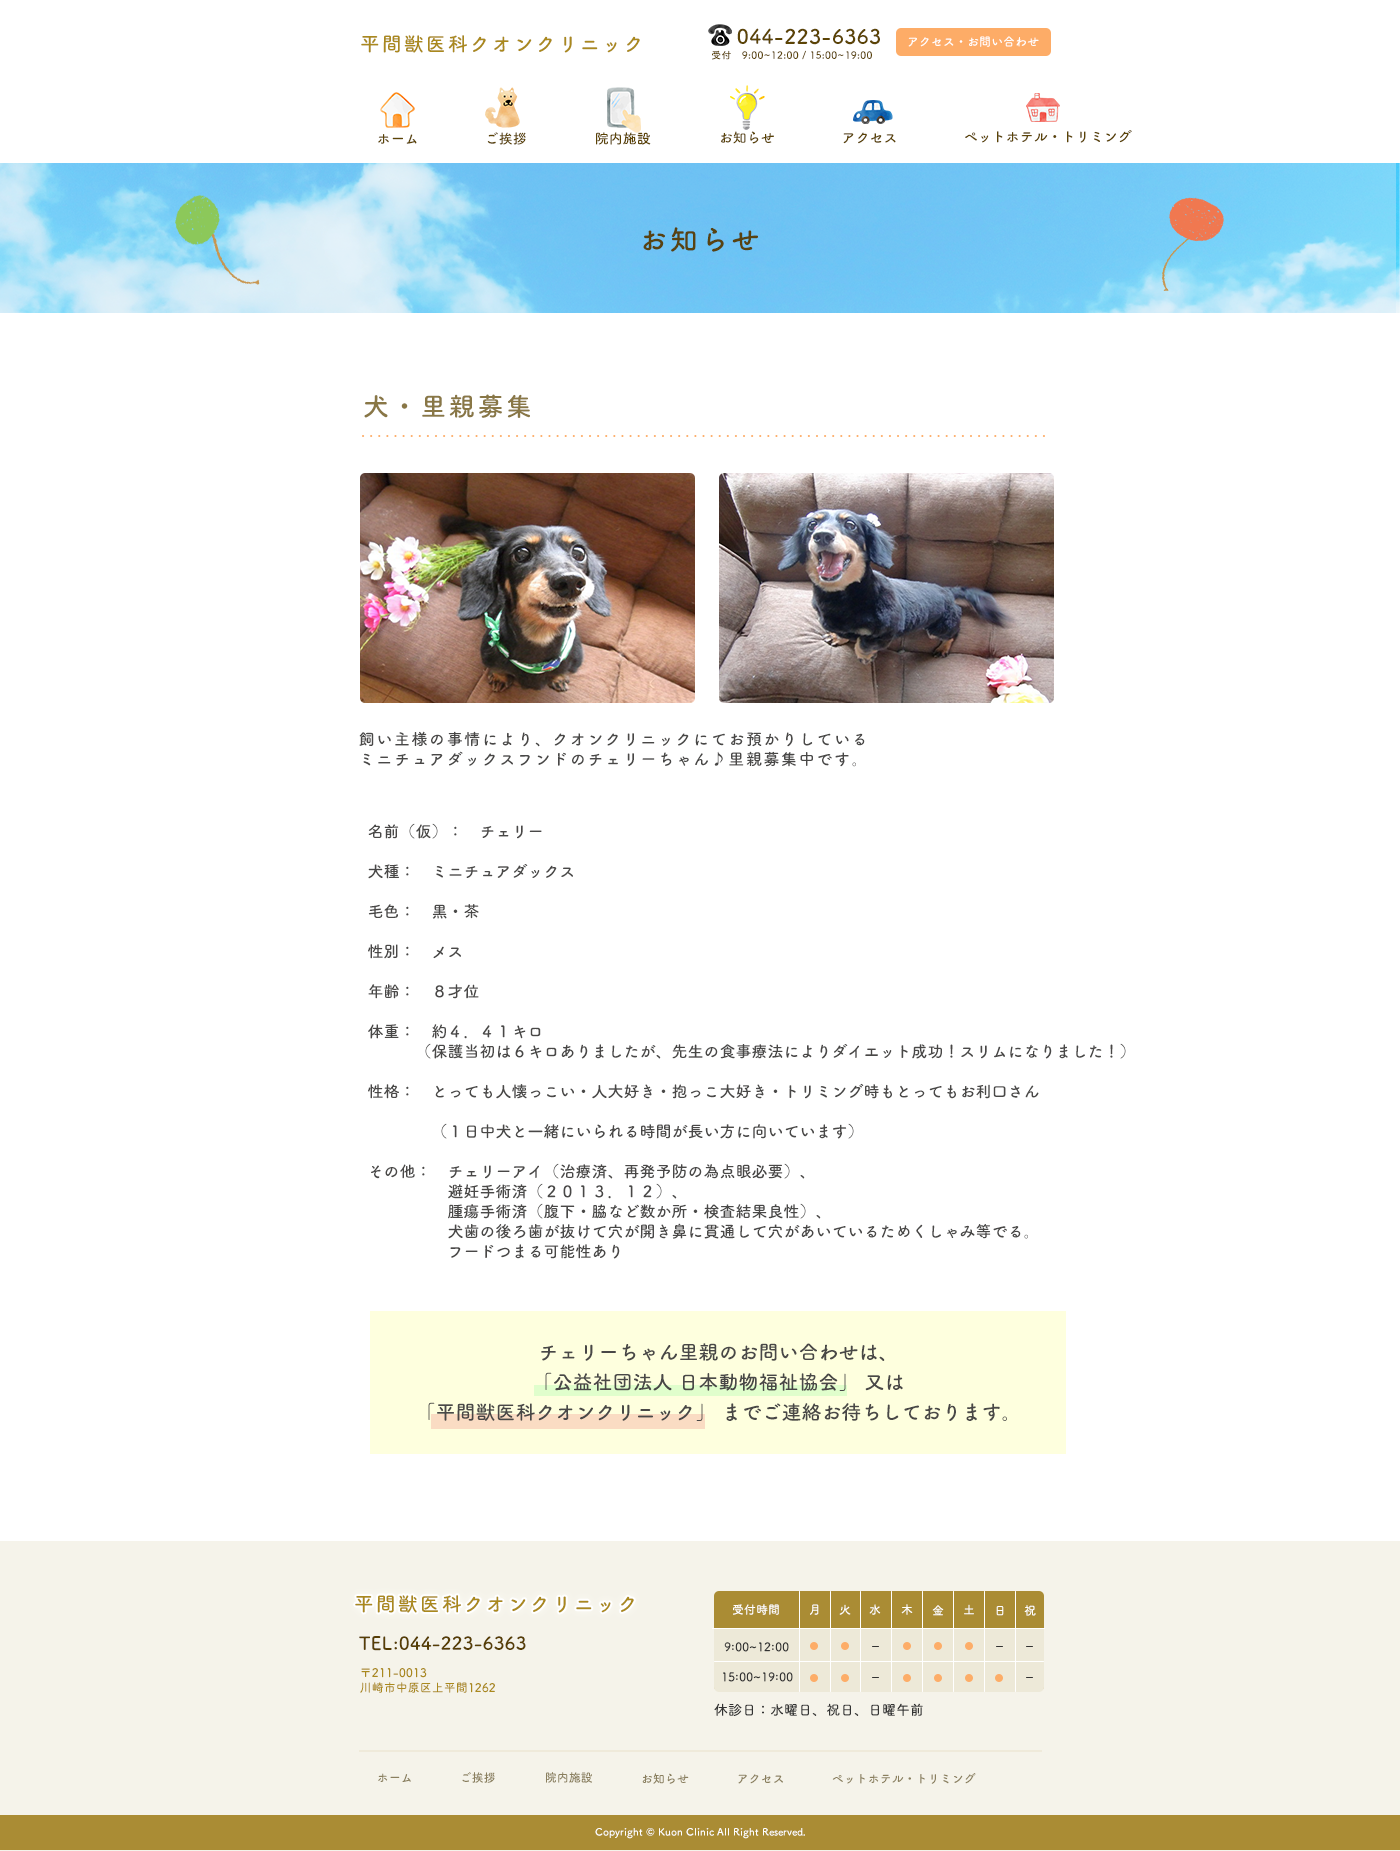 平間獣医科クオンクリニック
044-223-6363
受付 9:00~12:00 / 15:00~19:00
アクセス・お問い合わせ
ホーム
ご挨拶
院内施設
お知らせ
アクセス
ペットホテル・トリミング
お知らせ
犬・里親募集
飼い主様の事情により、クオンクリニックにてお預かりしている
ミニチュアダックスフンドのチェリーちゃん♪里親募集中です。
名前（仮）：　チェリー
犬種：　ミニチュアダックス
毛色：　黒・茶
性別：　メス
年齢：　８才位
体重：　約４．４１キロ
（保護当初は６キロありましたが、先生の食事療法によりダイエット成功！スリムになりました！）
性格：　とっても人懐っこい・人大好き・抱っこ大好き・トリミング時もとってもお利口さん
（１日中犬と一緒にいられる時間が長い方に向いています）
その他：　チェリーアイ（治療済、再発予防の為点眼必要）、
避妊手術済（２０１３．１２）、
腫瘍手術済（腹下・脇など数か所・検査結果良性）、
犬歯の後ろ歯が抜けて穴が開き鼻に貫通して穴があいているためくしゃみ等でる。
フードつまる可能性あり
チェリーちゃん里親のお問い合わせは、
「公益社団法人 日本動物福祉協会」 又は
「平間獣医科クオンクリニック」 までご連絡お待ちしております。
平間獣医科クオンクリニック
TEL:044-223-6363
〒211-0013
川崎市中原区上平間1262
受付時間 月 火 水 木 金 土 日 祝
9:00~12:00 ● ● － ● ● ● － －
15:00~19:00 ● ● － ● ● ● ● －
休診日：水曜日、祝日、日曜午前
ホーム
ご挨拶
院内施設
お知らせ
アクセス
ペットホテル・トリミング
Copyright © Kuon Clinic All Right Reserved.